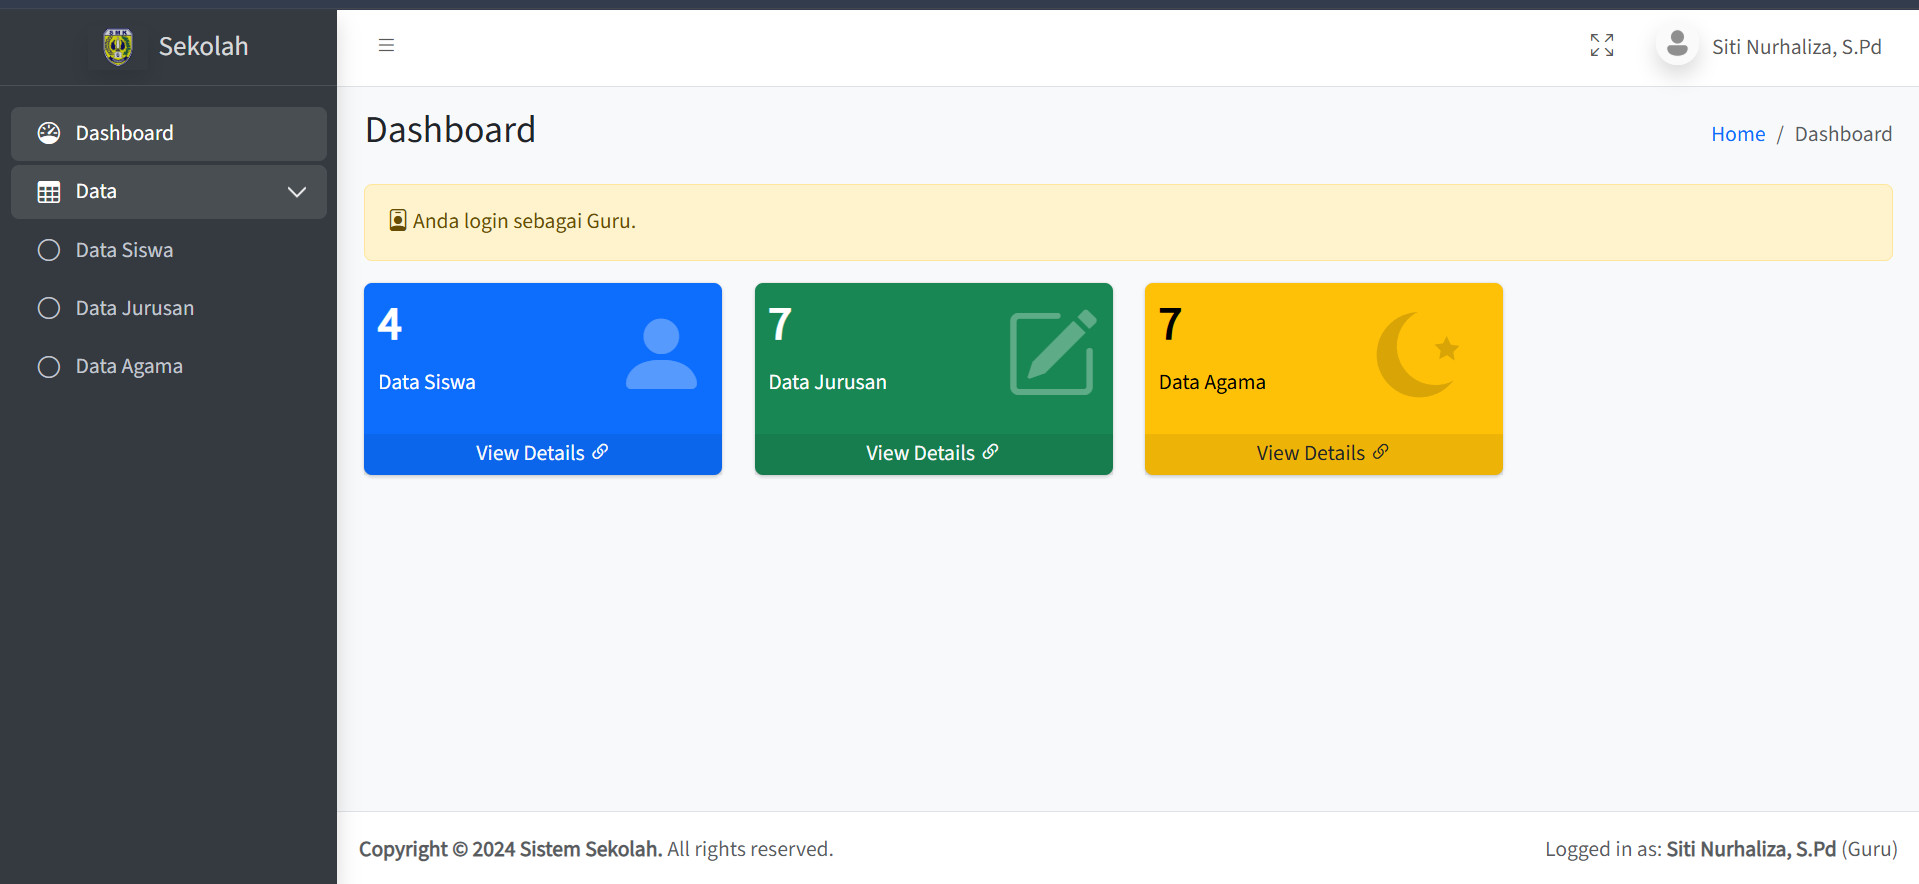 SMK
Sekolah
Siti Nurhaliza, S.Pd
Dashboard
Data
Data Siswa
Data Jurusan
Data Agama
Dashboard
Home / Dashboard
Anda login sebagai Guru.
4
Data Siswa
View Details
7
Data Jurusan
View Details
7
Data Agama
View Details
Copyright © 2024 Sistem Sekolah. All rights reserved.
Logged in as: Siti Nurhaliza, S.Pd (Guru)